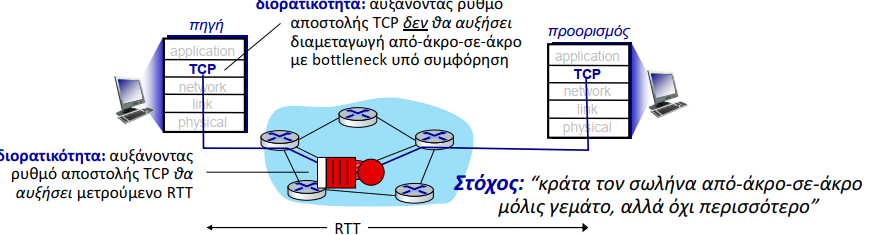 διορατικότητα: αυξάνοντας ρυθμό
αποστολής TCP δεν θα αυξήσει
διαμεταγωγή από-άκρο-σε-άκρο
με bottleneck υπό συμφόρηση
πηγή
application
TCP
network
link
physical
προορισμός
application
TCP
network
link
physical
διορατικότητα: αυξάνοντας
ρυθμό αποστολής TCP θα
αυξήσει μετρούμενο RTT
Στόχος: “κράτα τον σωλήνα από-άκρο-σε-άκρο
μόλις γεμάτο, αλλά όχι περισσότερο”
RTT